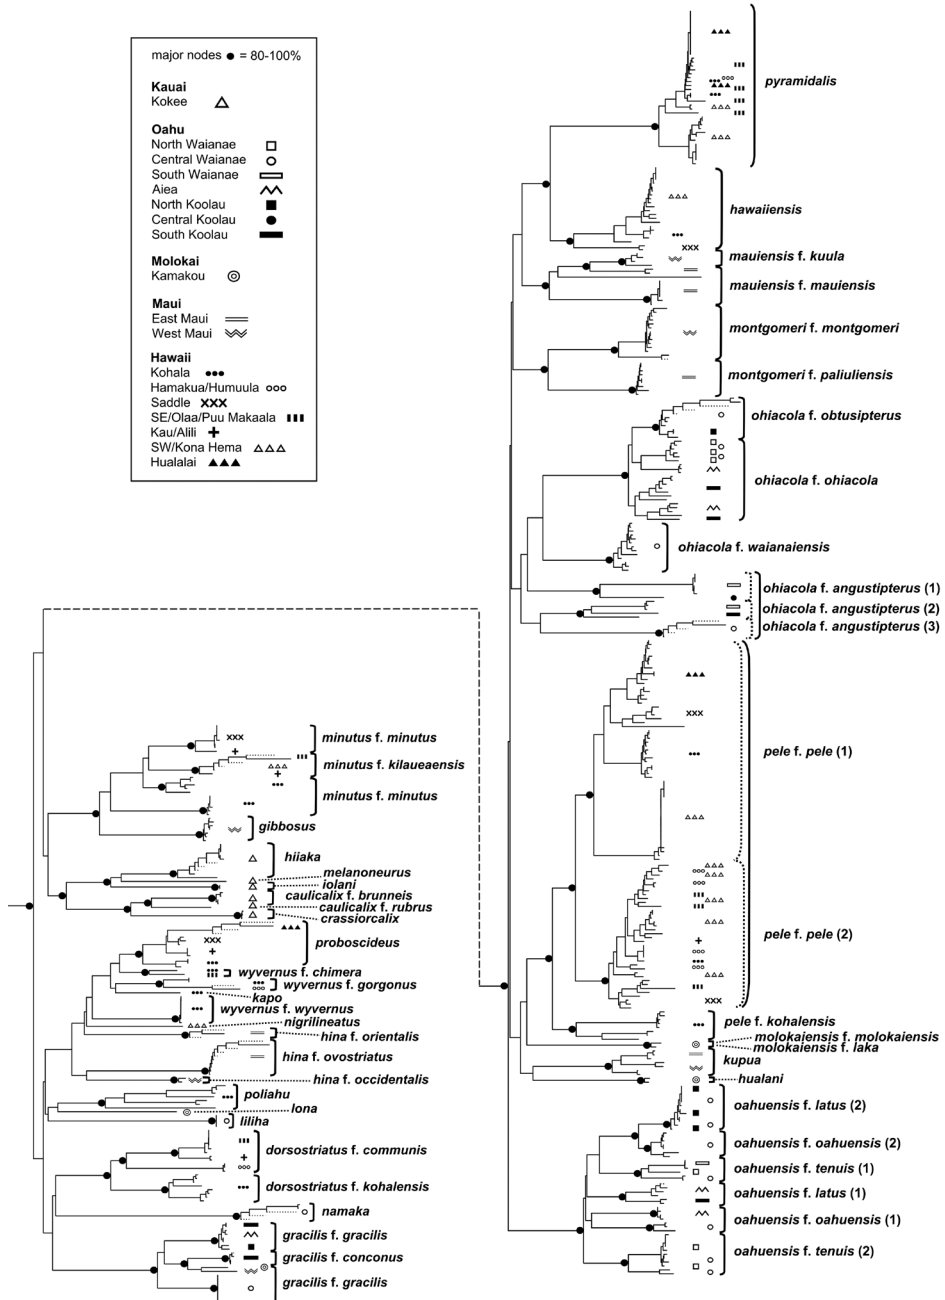 major nodes ● = 80-100%
Kauai
Kokee
Oahu
North Waianae
Central Waianae
South Waianae
Aiea
North Koolau
Central Koolau
South Koolau
Molokai
Kamakou
Maui
East Maui
West Maui
Hawaii
Kohala
Hamakua/Humuula
Saddle XXX
SE/Olaa/Puu Makaala
Kau/Alili
SW/Kona Hema
Hualalai
minutus f. minutus
minutus f. kilaueaensis
minutus f. minutus
gibbosus
hiiaka
melanoneurus
iolani
caulicalix f. brunneis
caulicalix f. rubrus
crassiorcalix
proboscideus
wyvernus f. chimera
wyvernus f. gorgonus
kapo
wyvernus f. wyvernus
nigrilineatus
hina f. orientalis
hina f. ovostriatus
hina f. occidentalis
poliahu
lona
liliha
dorsostriatus f. communis
dorsostriatus f. kohalensis
namaka
gracilis f. gracilis
gracilis f. conconus
gracilis f. gracilis
pyramidalis
hawaiiensis
mauiensis f. kuula
mauiensis f. mauiensis
montgomeri f. montgomeri
montgomeri f. paliuliensis
ohiacola f. obtusipterus
ohiacola f. ohiacola
ohiacola f. waianaiensis
ohiacola f. angustipterus (1)
ohiacola f. angustipterus (2)
ohiacola f. angustipterus (3)
pele f. pele (1)
pele f. pele (2)
pele f. kohalensis
molokaiensis f. molokaiensis
molokaiensis f. laka
kupua
hualani
oahuensis f. latus (2)
oahuensis f. oahuensis (2)
oahuensis f. tenuis (1)
oahuensis f. latus (1)
oahuensis f. oahuensis (1)
oahuensis f. tenuis (2)